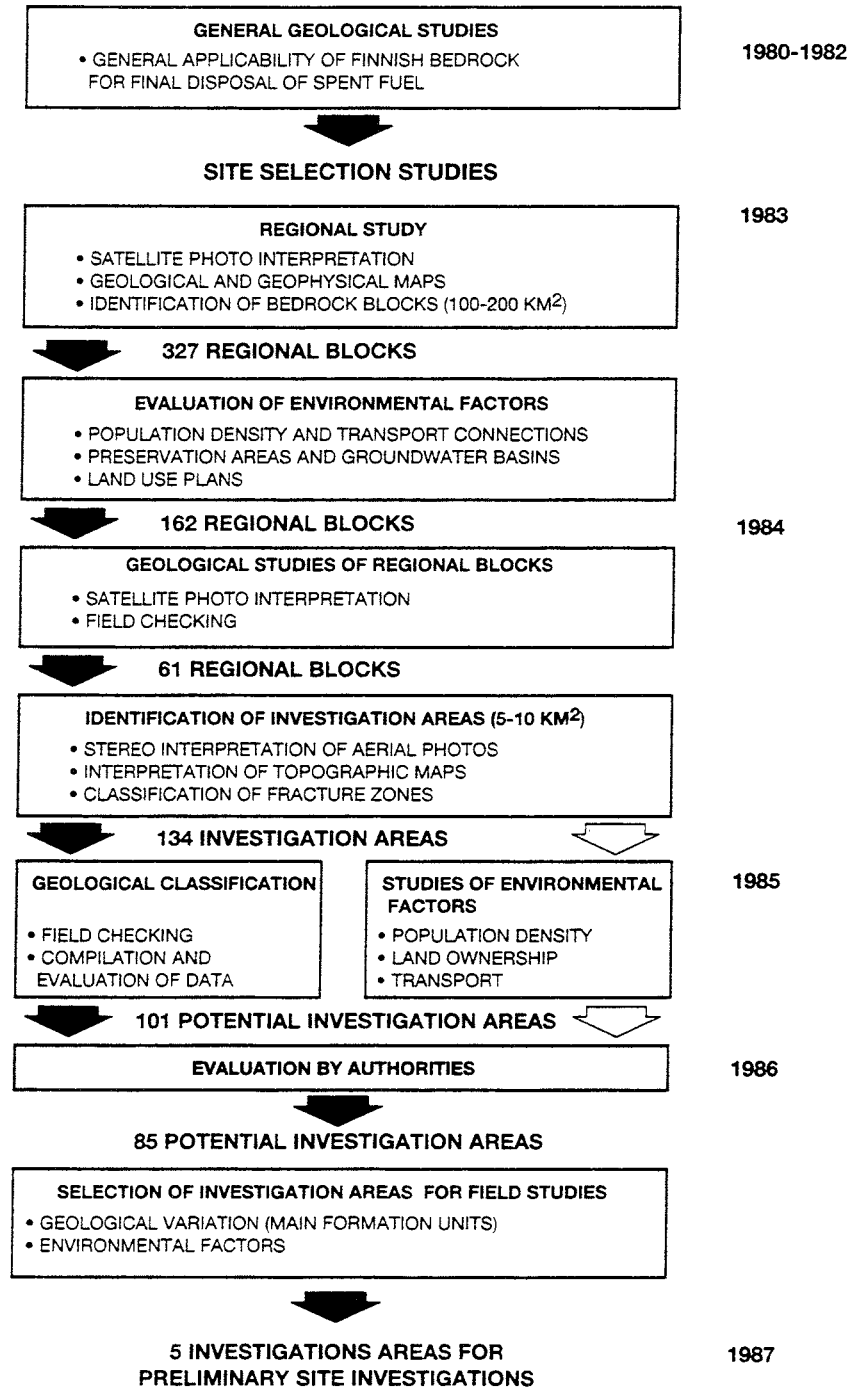 GENERAL GEOLOGICAL STUDIES
• GENERAL APPLICABILITY OF FINNISH BEDROCK
FOR FINAL DISPOSAL OF SPENT FUEL
1980-1982
SITE SELECTION STUDIES
1983
REGIONAL STUDY
• SATELLITE PHOTO INTERPRETATION
• GEOLOGICAL AND GEOPHYSICAL MAPS
• IDENTIFICATION OF BEDROCK BLOCKS (100-200 KM²)
327 REGIONAL BLOCKS
EVALUATION OF ENVIRONMENTAL FACTORS
• POPULATION DENSITY AND TRANSPORT CONNECTIONS
• PRESERVATION AREAS AND GROUNDWATER BASINS
• LAND USE PLANS
162 REGIONAL BLOCKS
1984
GEOLOGICAL STUDIES OF REGIONAL BLOCKS
• SATELLITE PHOTO INTERPRETATION
• FIELD CHECKING
61 REGIONAL BLOCKS
IDENTIFICATION OF INVESTIGATION AREAS (5-10 KM²)
• STEREO INTERPRETATION OF AERIAL PHOTOS
• INTERPRETATION OF TOPOGRAPHIC MAPS
• CLASSIFICATION OF FRACTURE ZONES
134 INVESTIGATION AREAS
GEOLOGICAL CLASSIFICATION
• FIELD CHECKING
• COMPILATION AND
EVALUATION OF DATA
STUDIES OF ENVIRONMENTAL
FACTORS
• POPULATION DENSITY
• LAND OWNERSHIP
• TRANSPORT
1985
101 POTENTIAL INVESTIGATION AREAS
EVALUATION BY AUTHORITIES
1986
85 POTENTIAL INVESTIGATION AREAS
SELECTION OF INVESTIGATION AREAS FOR FIELD STUDIES
• GEOLOGICAL VARIATION (MAIN FORMATION UNITS)
• ENVIRONMENTAL FACTORS
5 INVESTIGATIONS AREAS FOR
PRELIMINARY SITE INVESTIGATIONS
1987